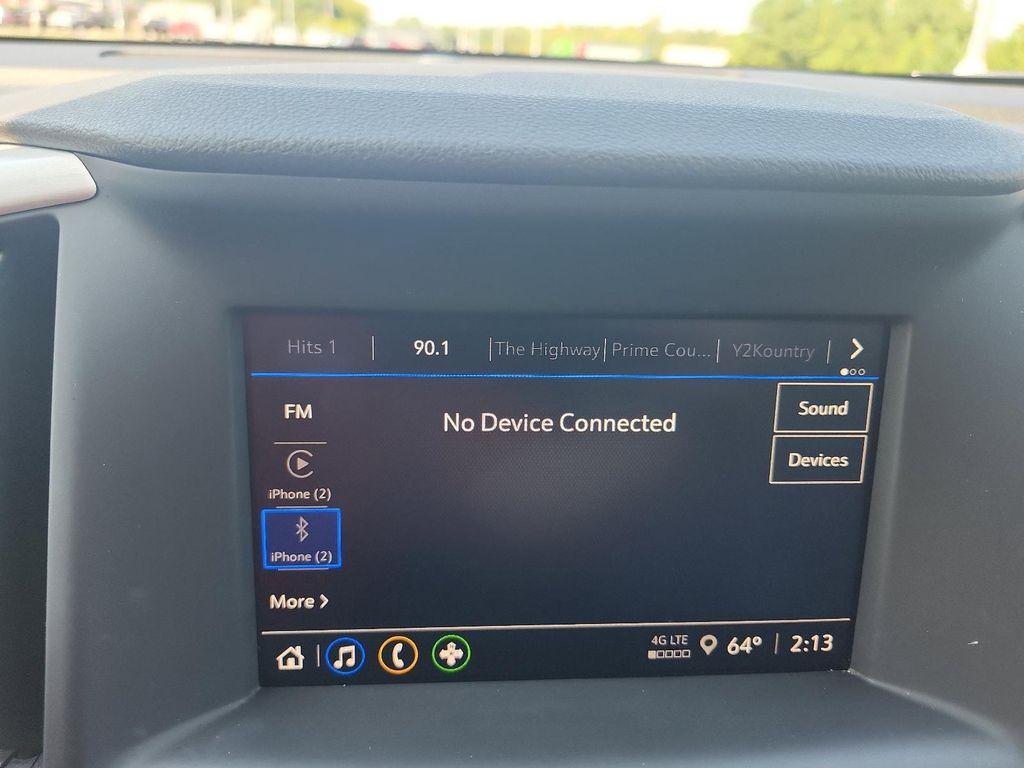 Hits 1 | 90.1 | The Highway | Prime Cou... | Y2Kountry |
FM
No Device Connected
Sound
Devices
iPhone (2)
iPhone (2)
More
4G LTE
64° | 2:13